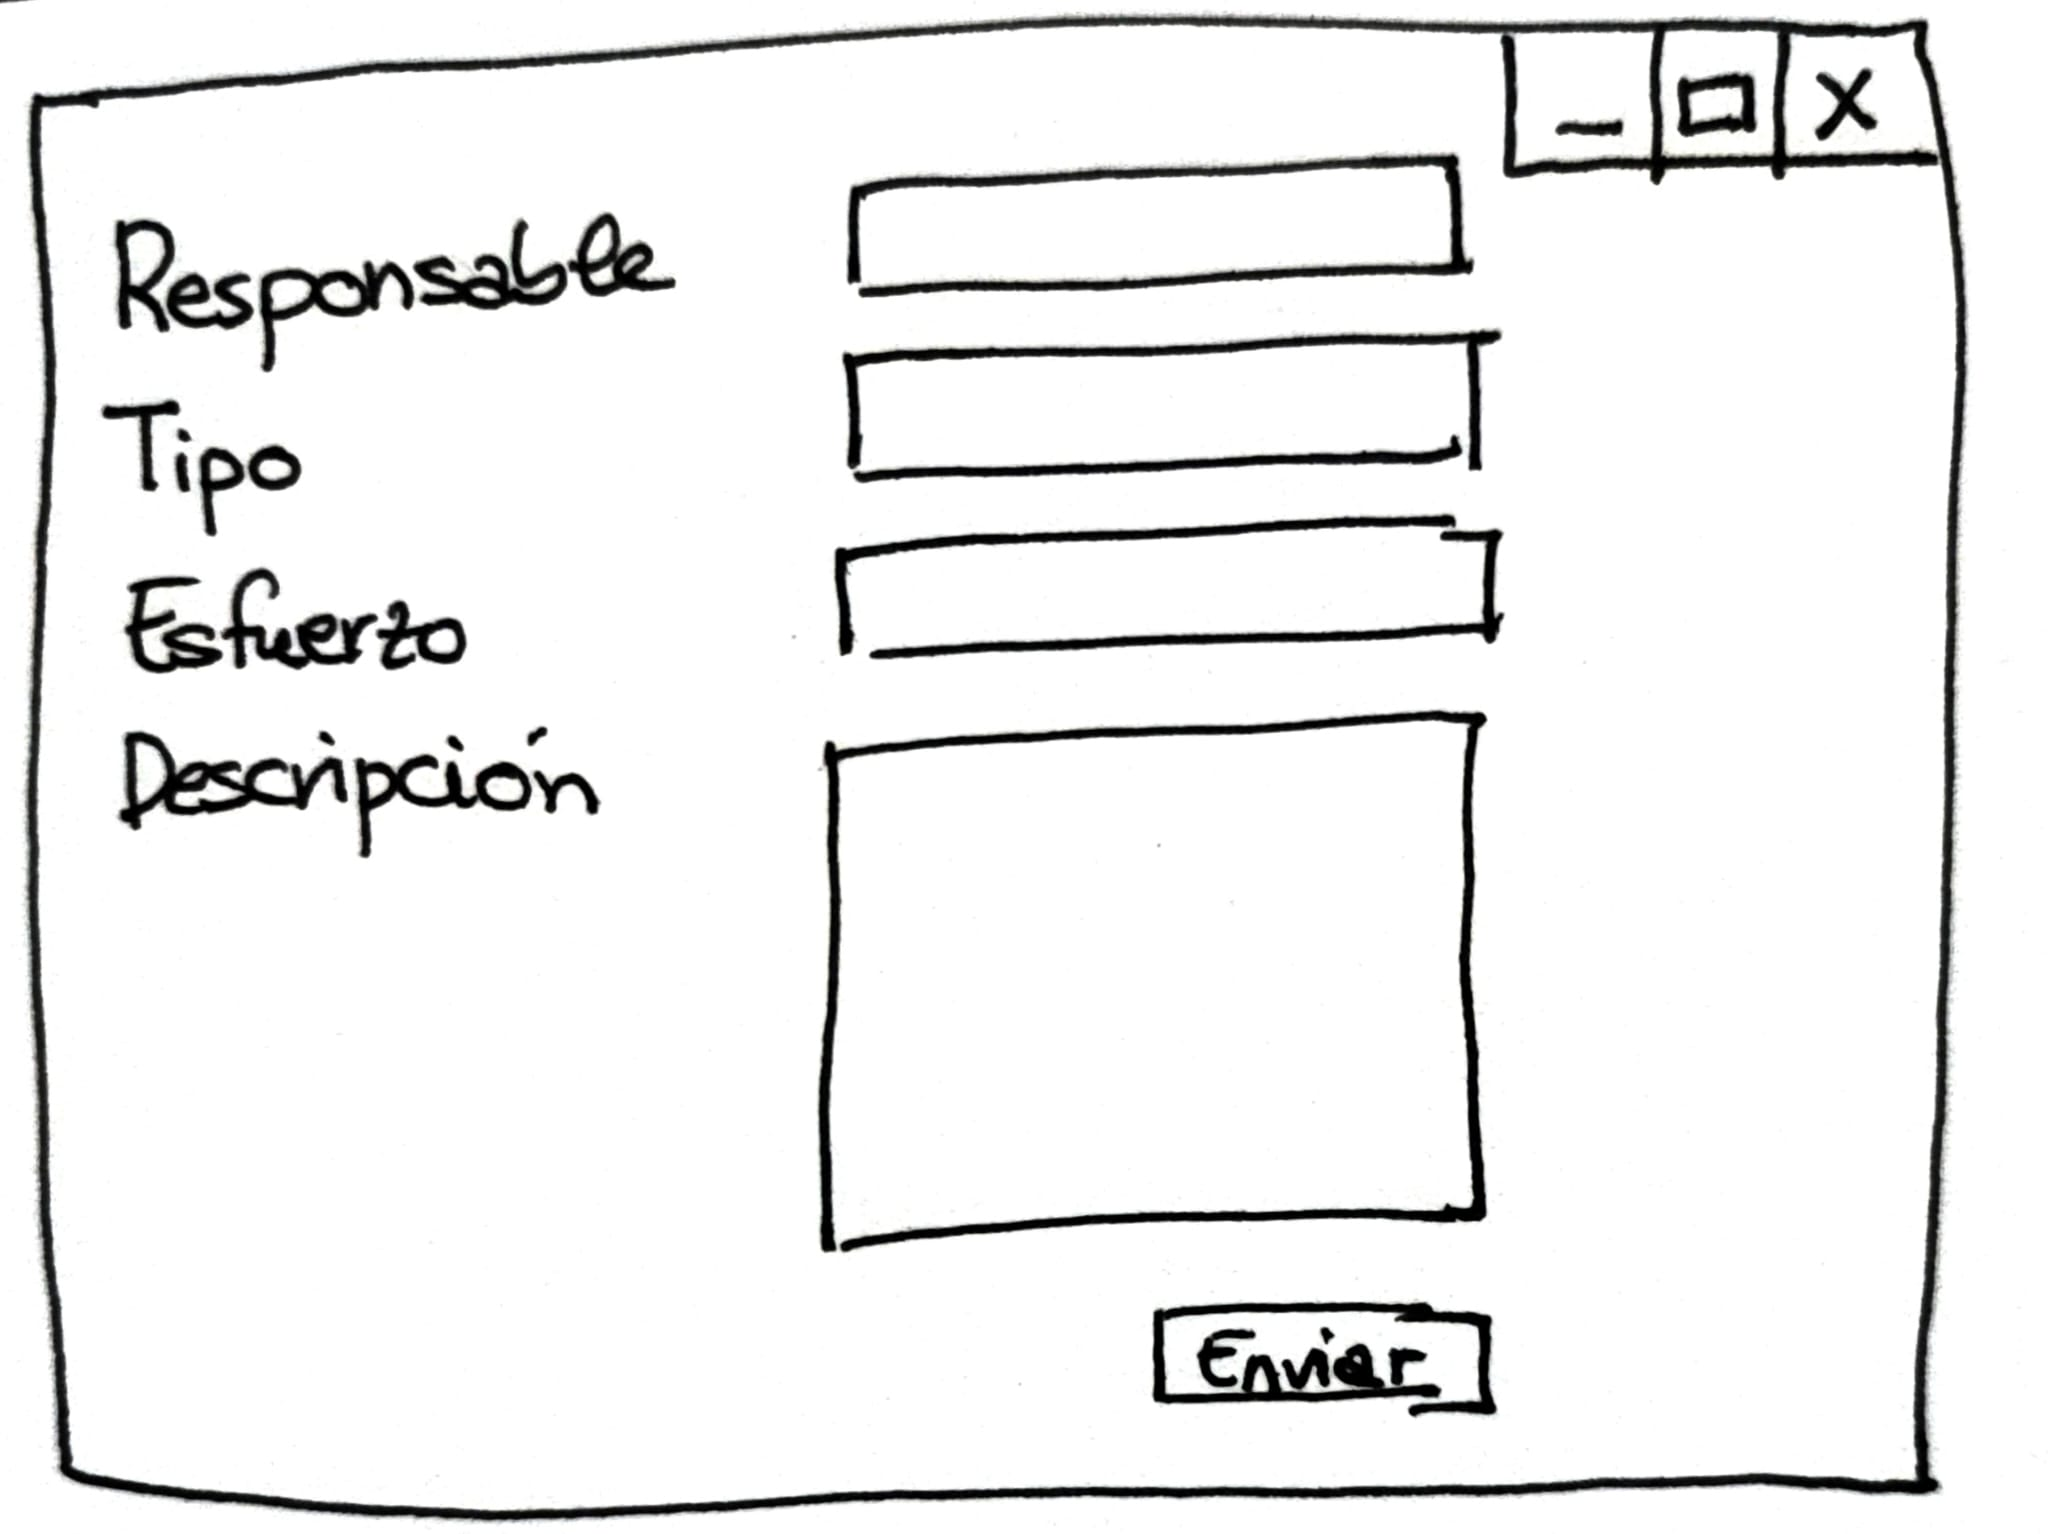 Responsable
Tipo
Esfuerzo
Descripción
Enviar